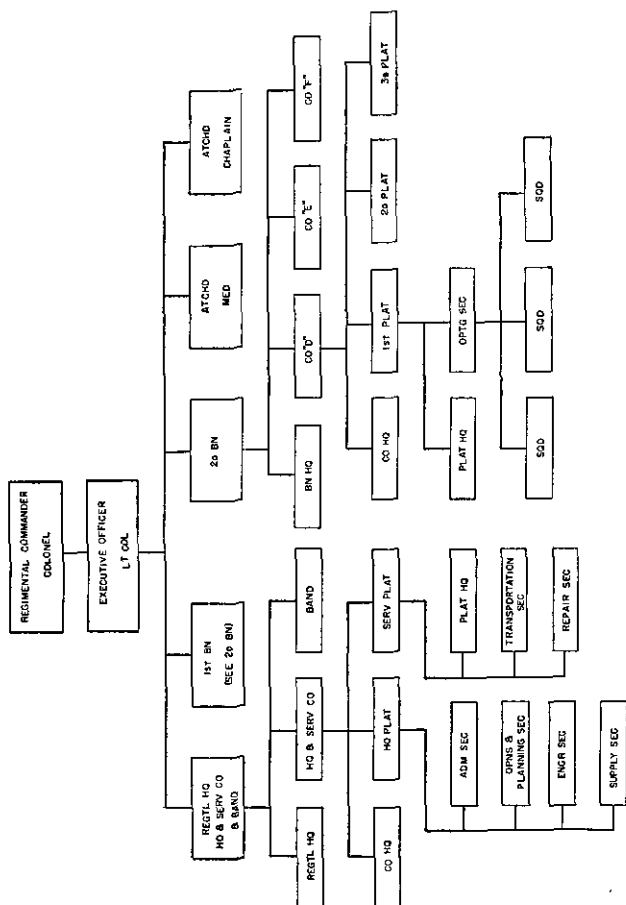 REGIMENTAL COMMANDER
COLONEL
EXECUTIVE OFFICER
LT COL
REGTL HQ
HQ & SERV CO
& BAND
1ST BN
(SEE 2D BN)
2D BN
ATCHD
MED
ATCHD
CHAPLAIN
REGTL HQ
HQ & SERV CO
BAND
BN HQ
CO "D"
CO "E"
CO "F"
CO HQ
HQ PLAT
SERV PLAT
CO HQ
1ST PLAT
2D PLAT
3D PLAT
ADM SEC
OPNS &
PLANNING SEC
ENGR SEC
SUPPLY SEC
PLAT HQ
TRANSPORTATION
SEC
REPAIR SEC
PLAT HQ
OPTG SEC
SQD
SQD
SQD